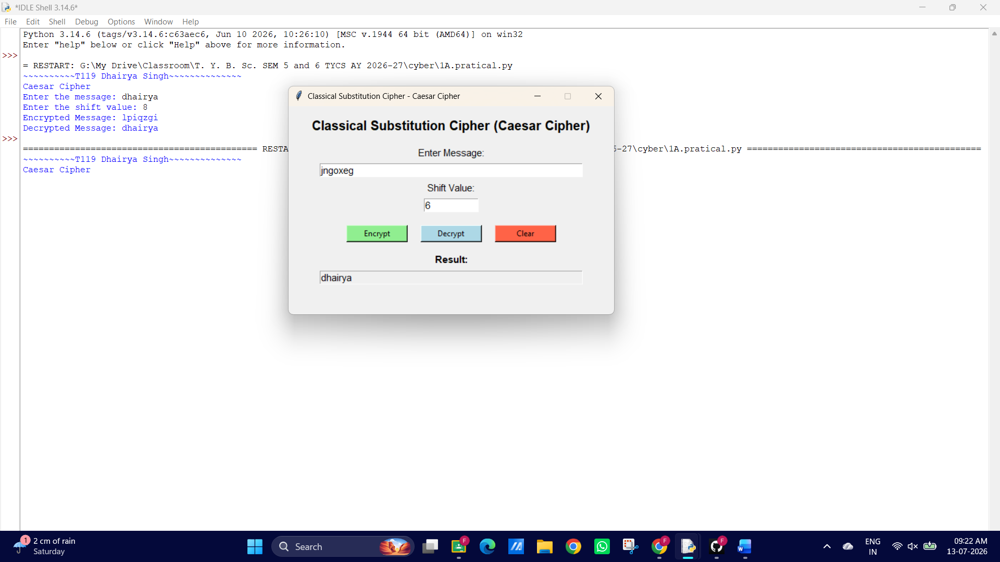 *IDLE Shell 3.14.6*
File Edit Shell Debug Options Window Help
Python 3.14.6 (tags/v3.14.6:c63aec6, Jun 10 2026, 10:26:10) [MSC v.1944 64 bit (AMD64)] on win32
Enter "help" below or click "Help" above for more information.
>>>
= RESTART: G:\My Drive\Classroom\T. Y. B. Sc. SEM 5 and 6 TYCS AY 2026-27\cyber\1A.pratical.py
~~~~~~~~~~T119 Dhairya Singh~~~~~~~~~~~~~~
Caesar Cipher
Enter the message: dhairya
Enter the shift value: 8
Encrypted Message: lpiqzgi
Decrypted Message: dhairya
>>>
============================================= RESTA
-27\cyber\1A.pratical.py =============================================
~~~~~~~~~~T119 Dhairya Singh~~~~~~~~~~~~~~
Caesar Cipher
Classical Substitution Cipher - Caesar Cipher
Classical Substitution Cipher (Caesar Cipher)
Enter Message:
jngoxeg
Shift Value:
6
Encrypt Decrypt Clear
Result:
dhairya
1
2 cm of rain
Saturday
Search
F
F
F
W
ENG
IN
09:22 AM
13-07-2026